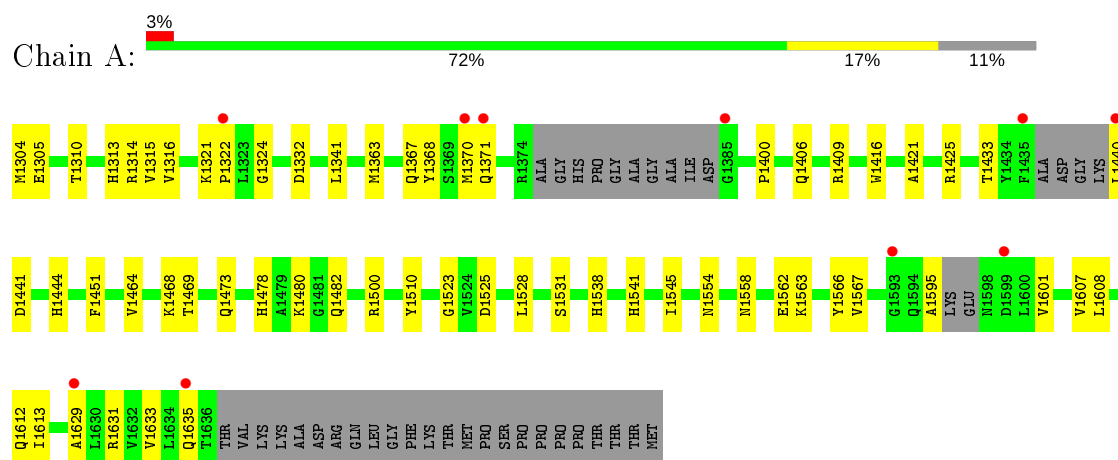 3%
Chain A:
72% 17% 11%
M1304 E1305 T1310 H1313 R1314 V1315 V1316 K1321 P1322 L1323 G1324 D1332 L1341 M1363 Q1367 Y1368 S1369 M1370 Q1371 R1374 ALA GLY HIS PRO GLY ALA GLY ALA ILE ASP G1385 P1400 Q1406 R1409 W1416 A1421 R1425 T1433 Y1434 F1435 ALA ASP GLY LYS L1440
D1441 H1444 F1451 V1464 K1468 T1469 Q1473 H1478 A1479 K1480 G1481 Q1482 R1500 Y1510 G1523 V1524 D1525 L1528 S1531 H1538 H1541 I1545 N1554 N1558 E1562 K1563 Y1566 V1567 G1593 Q1594 A1595 LYS GLU N1598 D1599 L1600 V1601 V1607 L1608
Q1612 I1613 A1629 L1630 R1631 V1632 V1633 L1634 Q1635 T1636 THR VAL LYS LYS ALA ASP ARG GLN LEU GLY PHE LYS THR MET PRO SER PRO PRO PRO PRO THR THR THR MET